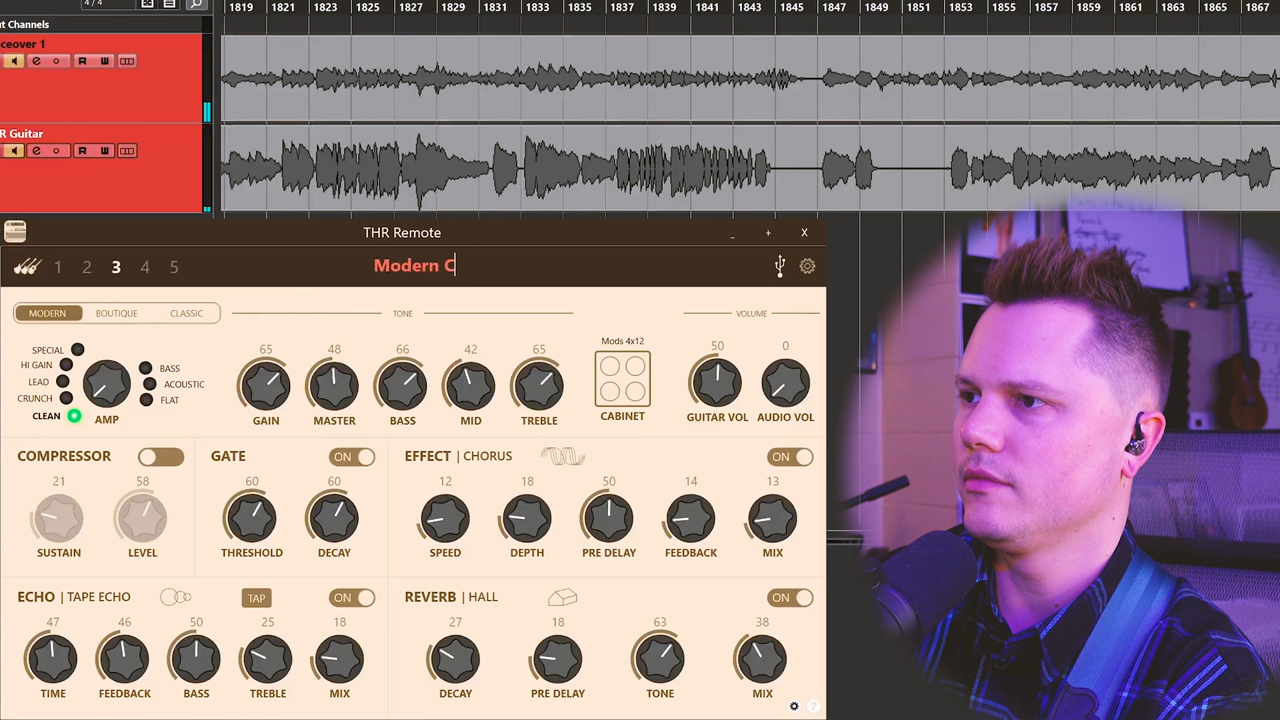 4/4
1819 1821 1823 1825 1827 1829 1831 1833 1835 1837 1839 1841 1843 1845 1847 1849 1851 1853 1855 1857 1859 1861 1863 1865 1867
ut Channels
ceover 1
e R W
R Guitar
e R W
THR Remote
_ + X
1 2 3 4 5
Modern C
MODERN BOUTIQUE CLASSIC
TONE
VOLUME
SPECIAL
HI GAIN
LEAD
CRUNCH
CLEAN
AMP
BASS
ACOUSTIC
FLAT
65 48 66 42 65
GAIN MASTER BASS MID TREBLE
Mods 4x12
CABINET
50 0
GUITAR VOL AUDIO VOL
COMPRESSOR
21 58
SUSTAIN LEVEL
GATE ON
60 60
THRESHOLD DECAY
EFFECT | CHORUS ON
12 18 50 14 13
SPEED DEPTH PRE DELAY FEEDBACK MIX
ECHO | TAPE ECHO TAP ON
47 46 50 25 18
TIME FEEDBACK BASS TREBLE MIX
REVERB | HALL ON
27 18 63 38
DECAY PRE DELAY TONE MIX
?